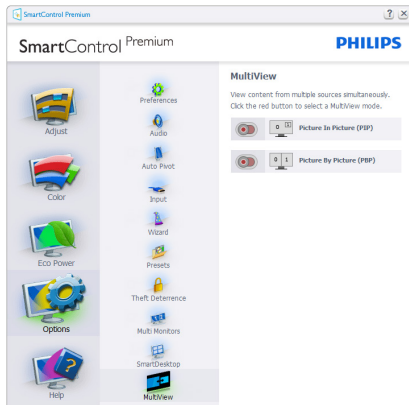 SmartControl Premium
?
SmartControl Premium
PHILIPS
Adjust
Color
Eco Power
Options
Help
Preferences
Audio
Auto Pivot
Input
Wizard
Presets
Theft Deterrence
Multi Monitors
SmartDesktop
MultiView
MultiView
View content from multiple sources simultaneously.
Click the red button to select a MultiView mode.
Picture In Picture (PIP)
0 1 Picture By Picture (PBP)